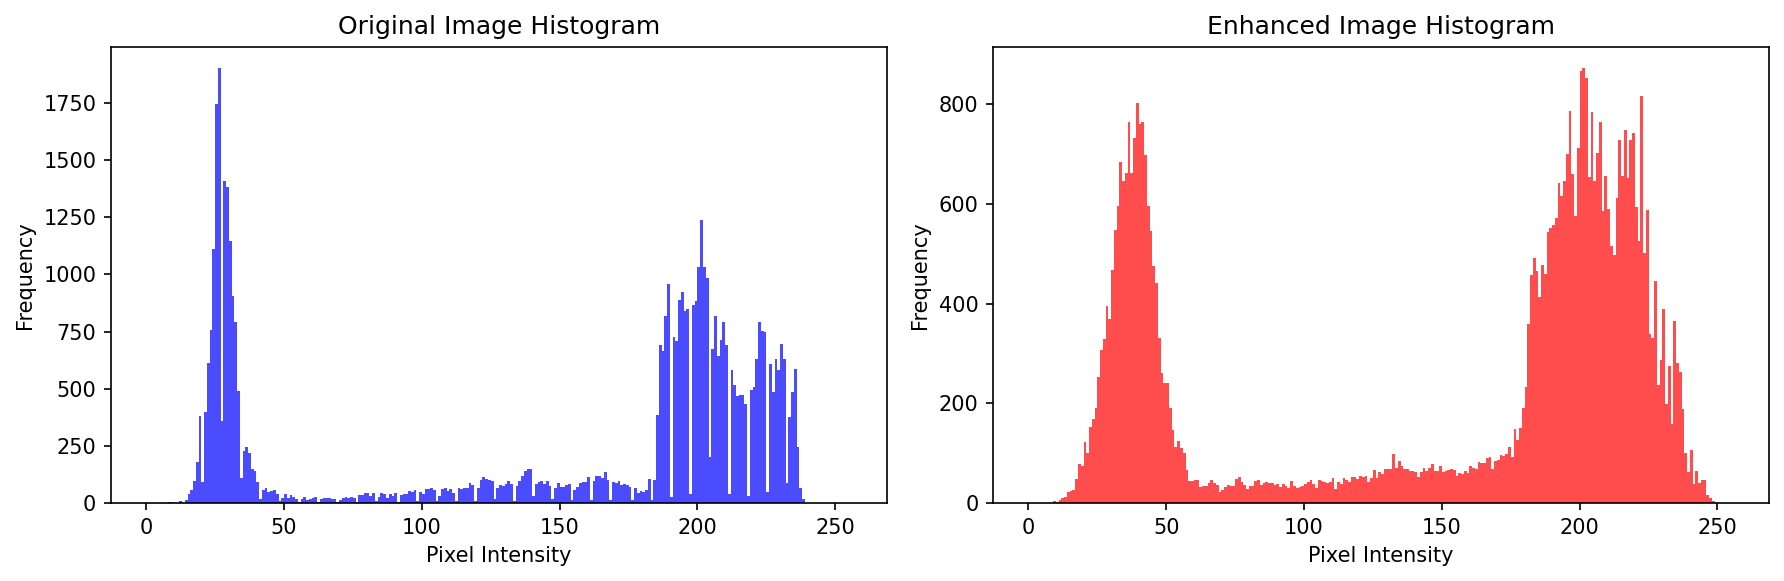 Original Image Histogram
Frequency
1750
1500
1250
1000
750
500
250
0
0 50 100 150 200 250
Pixel Intensity
Enhanced Image Histogram
Frequency
800
600
400
200
0
0 50 100 150 200 250
Pixel Intensity